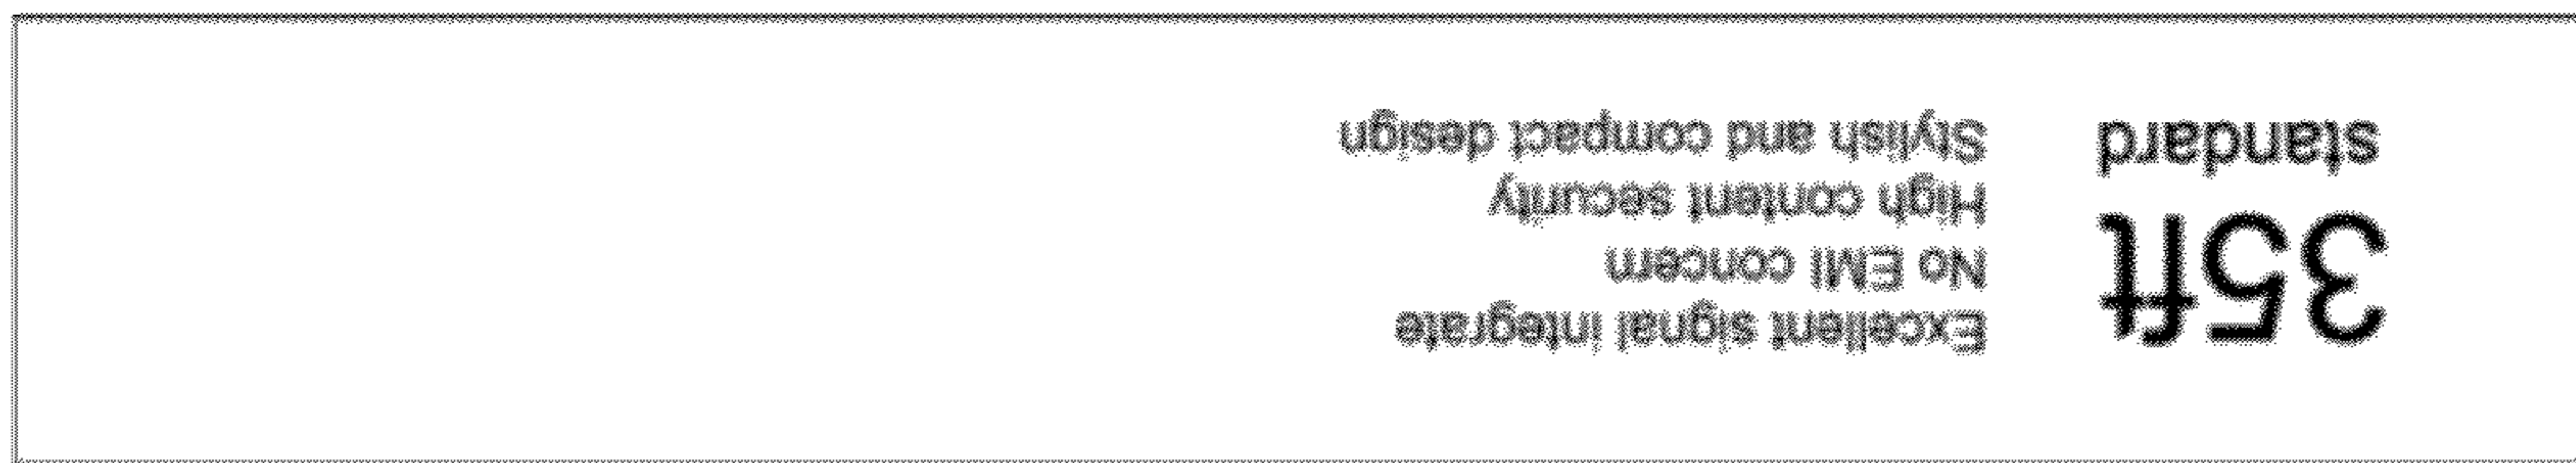 35ft
standard
Excellent signal integrate
No EMI concern
High content security
Stylish and compact design